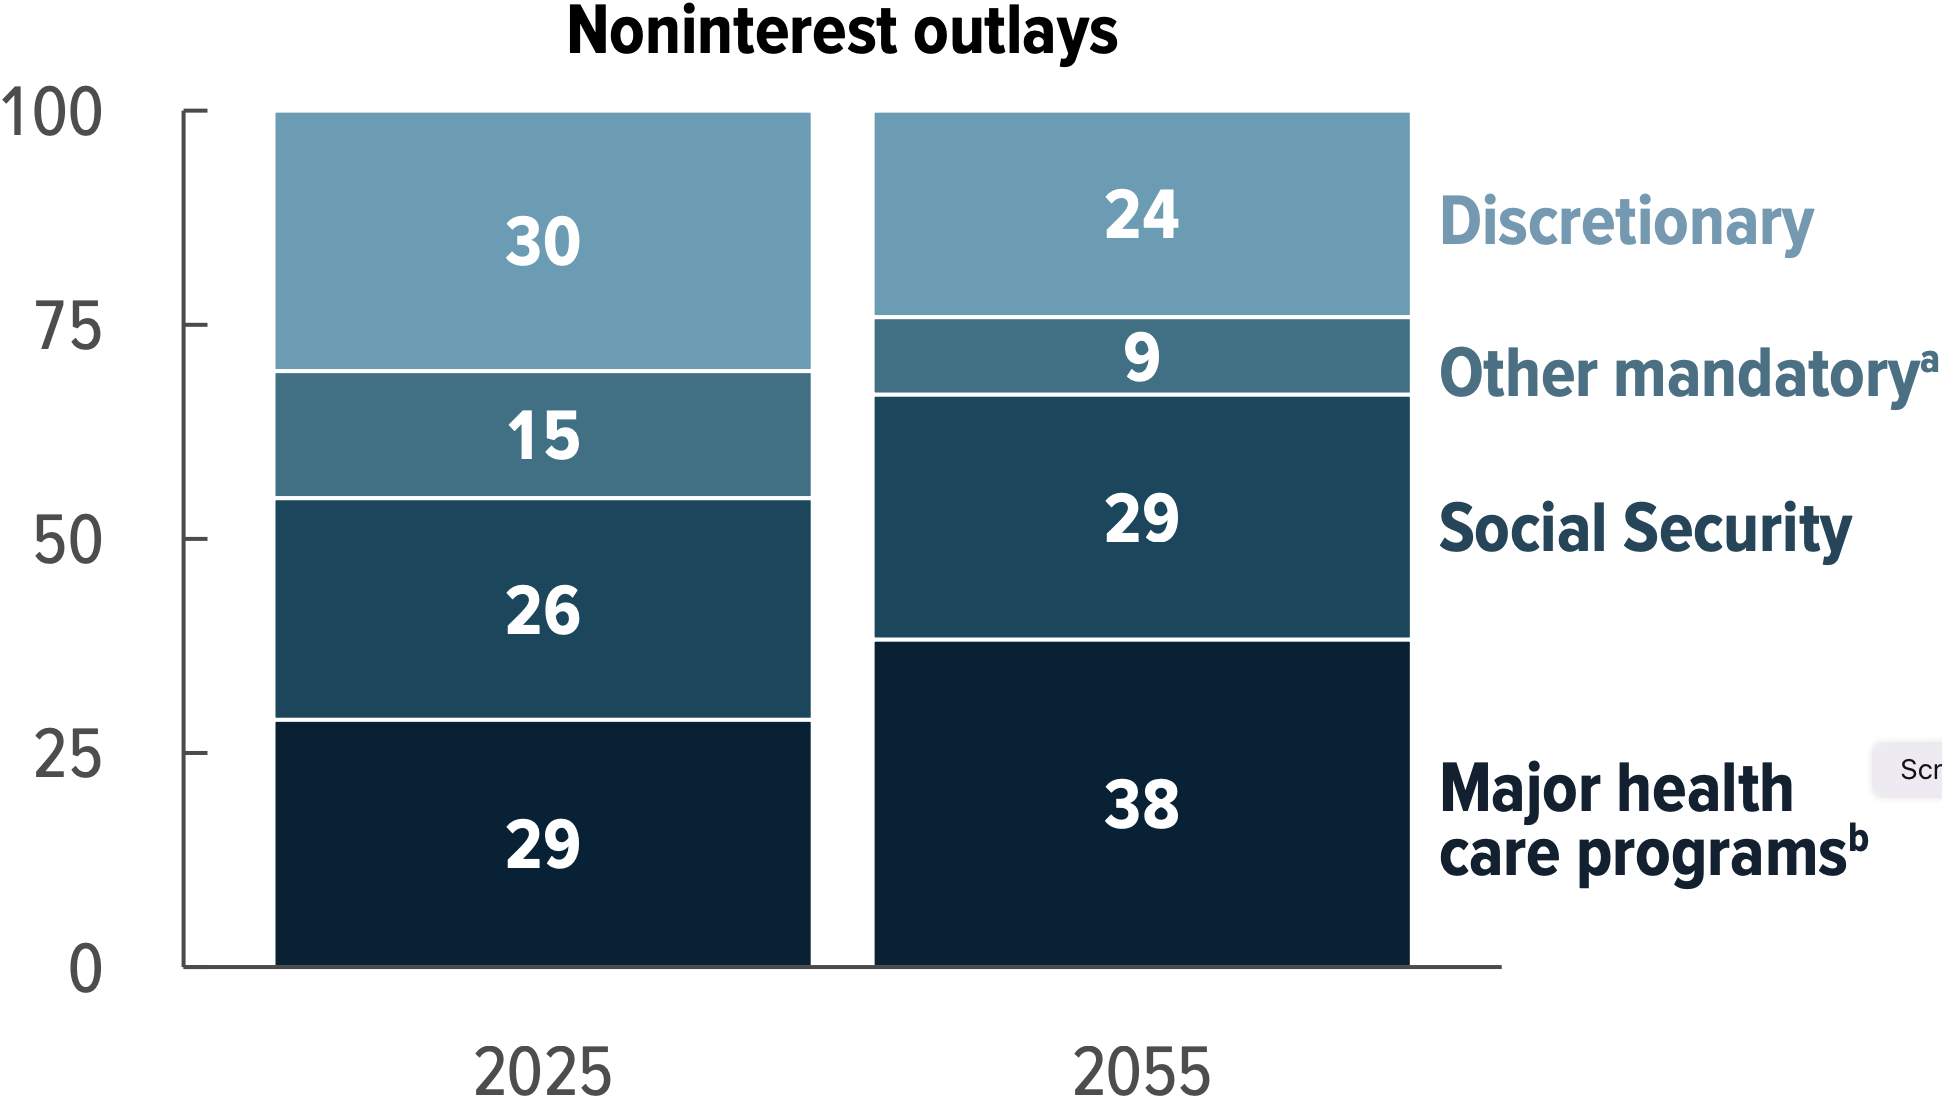 Noninterest outlays
100
75
50
25
0
30
15
26
29
24
9
29
38
Discretionary
Other mandatoryᵃ
Social Security
Major health
care programsᵇ
Scr
2025
2055